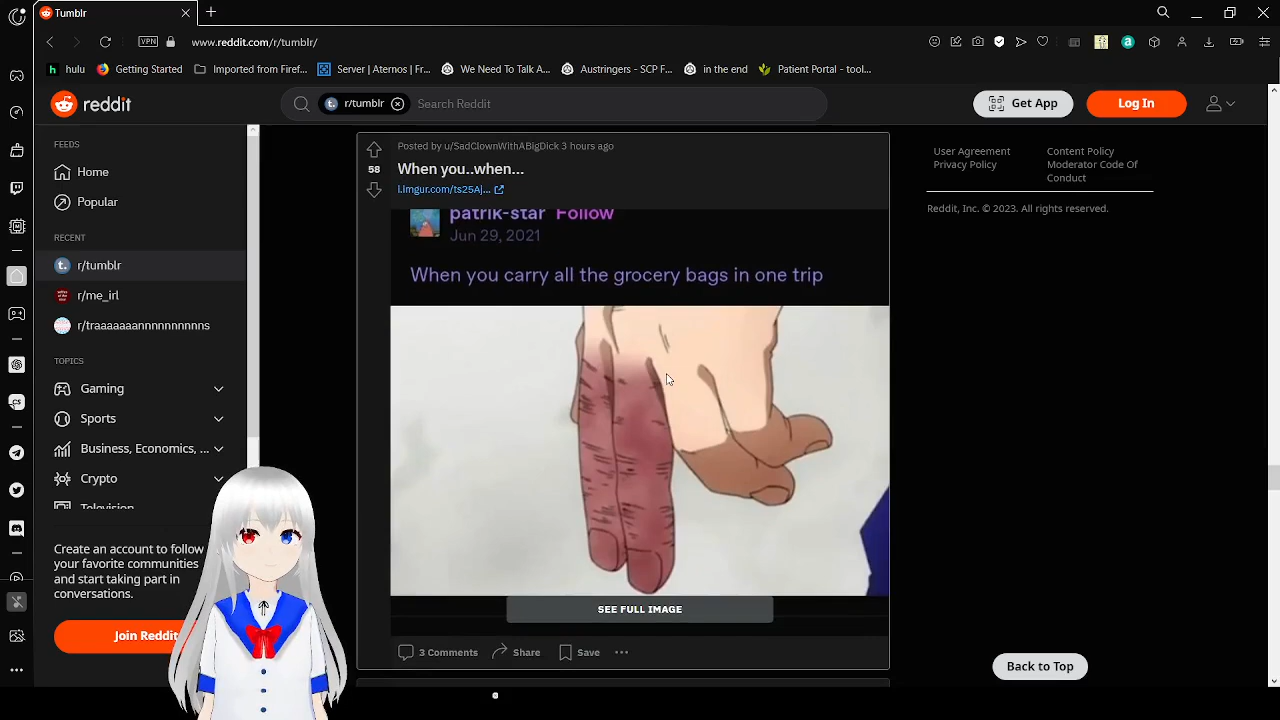 Tumblr
www.reddit.com/r/tumblr/
VPN
hulu
Getting Started
Imported from Firef...
Server | Aternos | Fr...
We Need To Talk A...
Austringers - SCP F...
in the end
Patient Portal - tool...
reddit
r/tumblr
Search Reddit
Get App
Log In
FEEDS
Home
Popular
RECENT
r/tumblr
r/me_irl
r/traaaaaaannnnnnnnnns
TOPICS
Gaming
Sports
Business, Economics, ...
Crypto
Television
Create an account to follow
your favorite communities
and start taking part in
conversations.
Join Reddit
Posted by u/SadClownWithABigDick 3 hours ago
58
When you..when...
i.imgur.com/ts25Aj...
patrik-star Follow
Jun 29, 2021
When you carry all the grocery bags in one trip
SEE FULL IMAGE
3 Comments
Share
Save
User Agreement
Privacy Policy
Content Policy
Moderator Code Of
Conduct
Reddit, Inc. © 2023. All rights reserved.
Back to Top